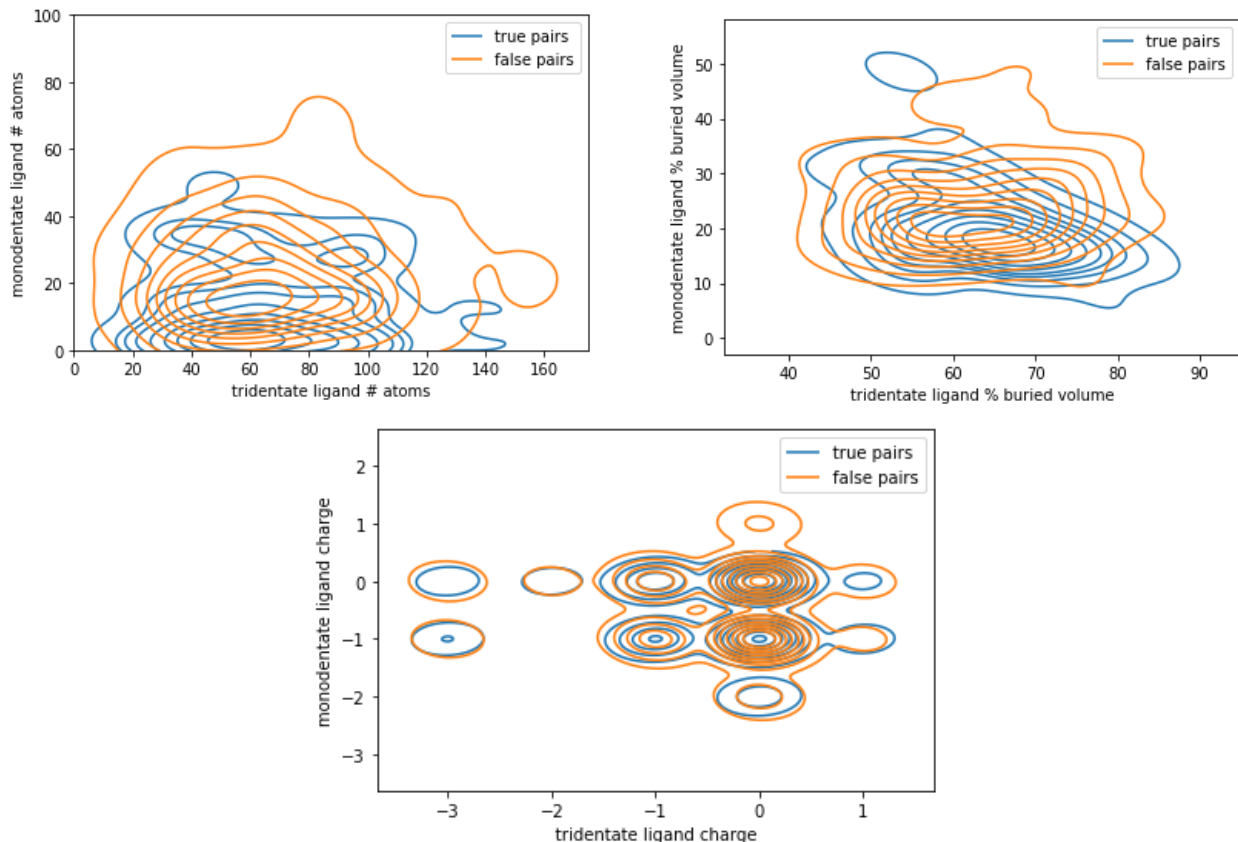 100
80
60
40
20
0
monodentate ligand # atoms
true pairs
false pairs
0 20 40 60 80 100 120 140 160
tridentate ligand # atoms
50
40
30
20
10
0
monodentate ligand % buried volume
true pairs
false pairs
40 50 60 70 80 90
tridentate ligand % buried volume
2
1
0
−1
−2
−3
monodentate ligand charge
true pairs
false pairs
−3 −2 −1 0 1
tridentate ligand charge